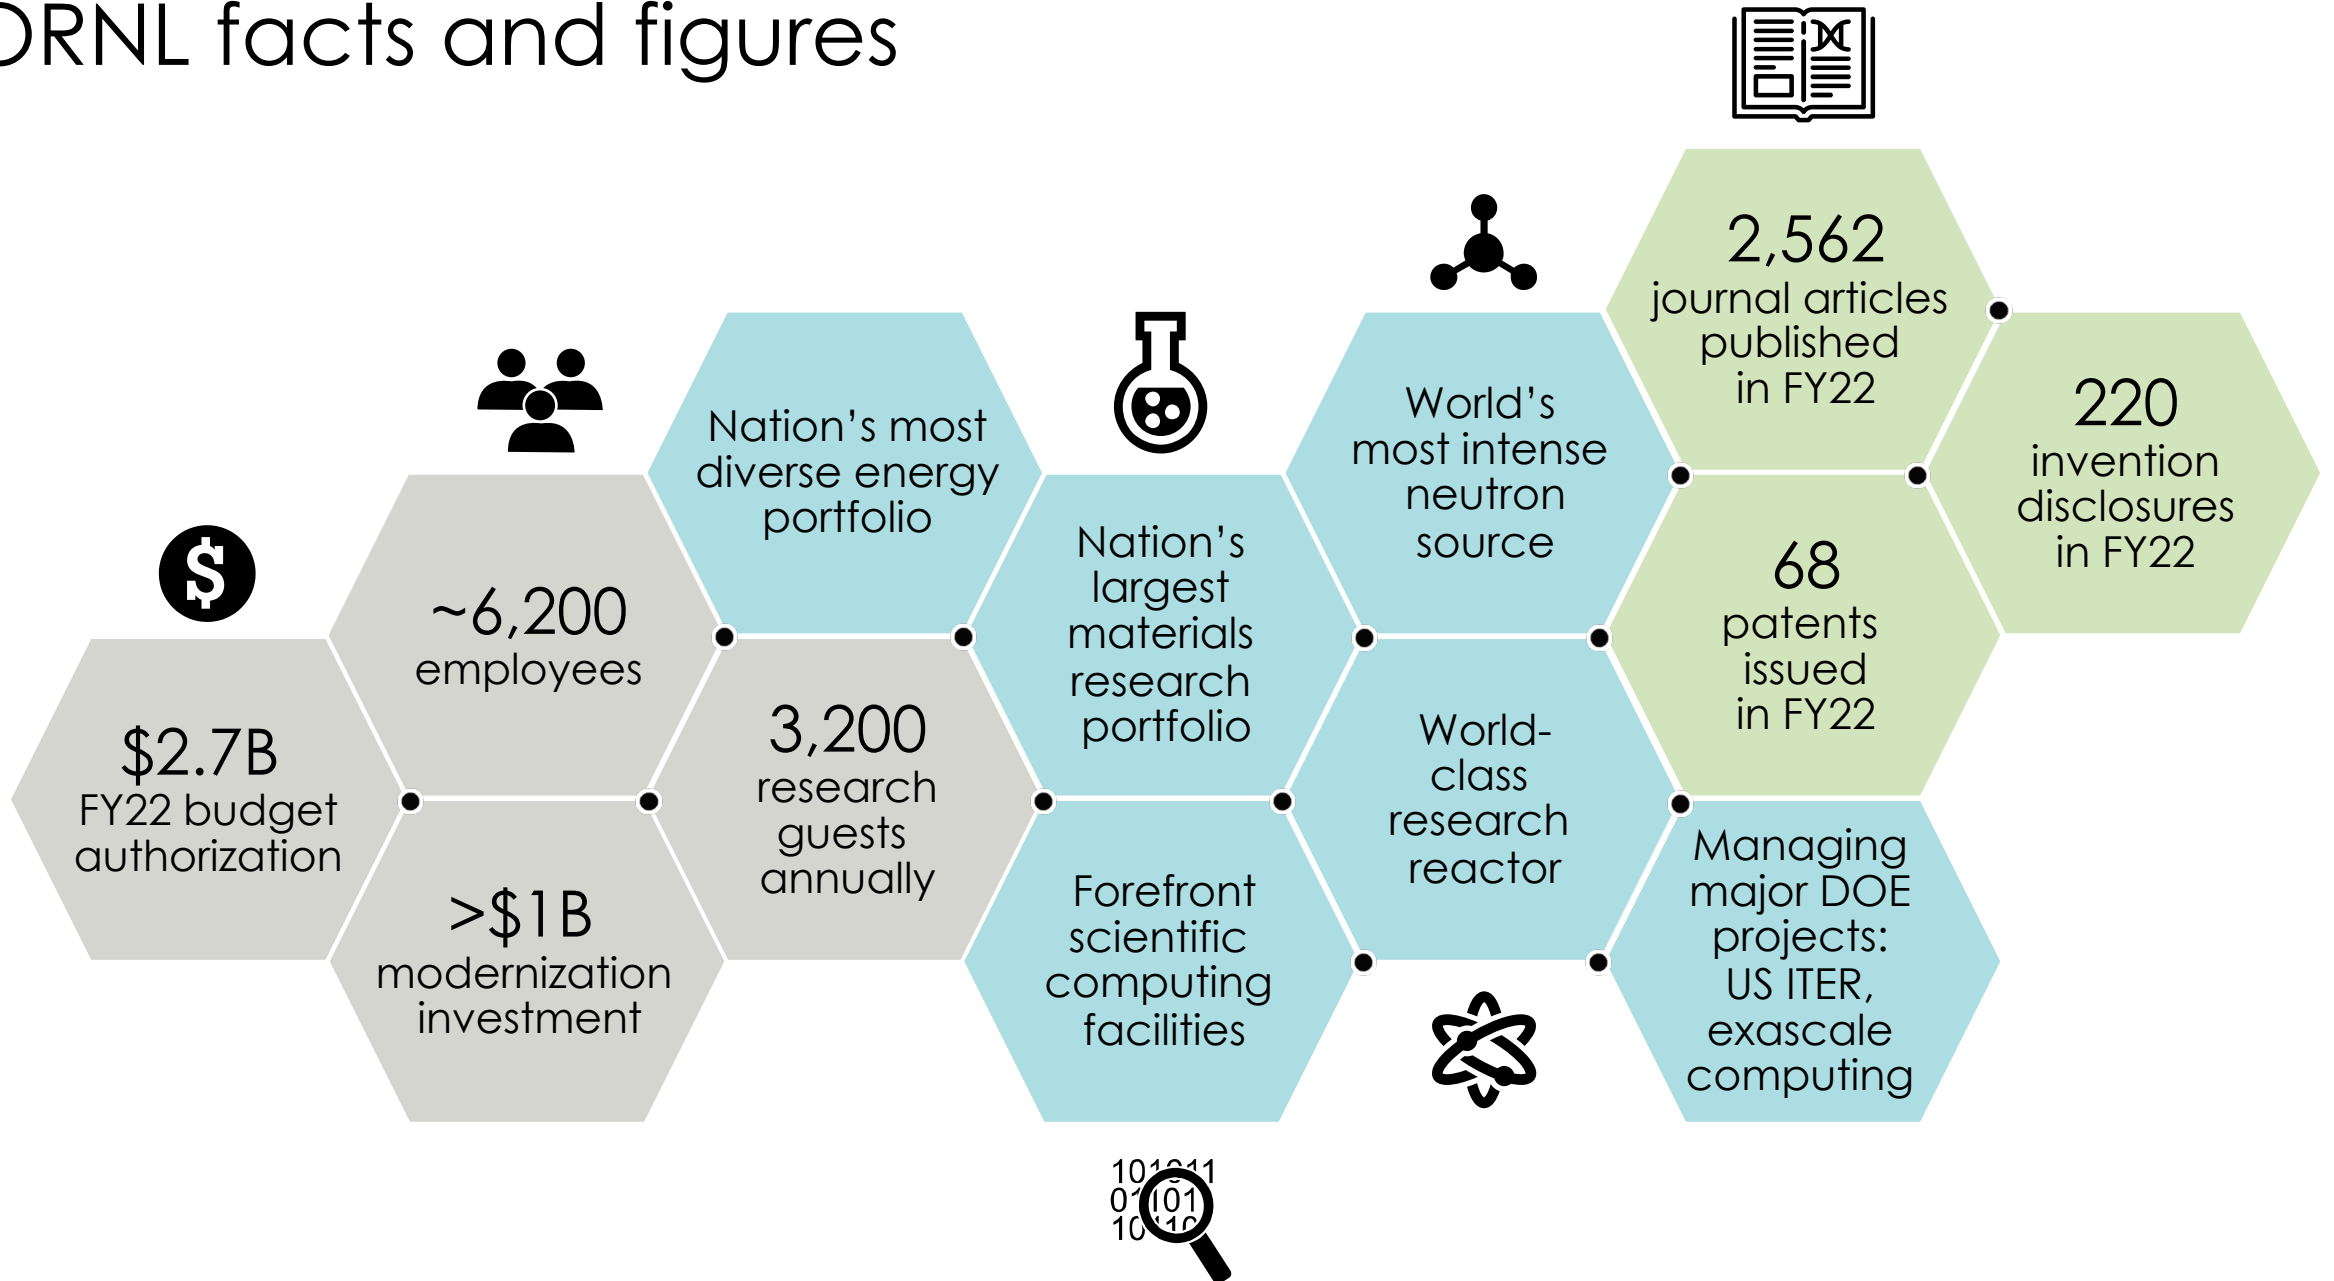 ORNL facts and figures
$2.7B
FY22 budget
authorization
~6,200
employees
>$1B
modernization
investment
Nation’s most
diverse energy
portfolio
3,200
research
guests
annually
Nation’s
largest
materials
research
portfolio
Forefront
scientific
computing
facilities
World’s
most intense
neutron
source
World-
class
research
reactor
2,562
journal articles
published
in FY22
68
patents
issued
in FY22
Managing
major DOE
projects:
US ITER,
exascale
computing
220
invention
disclosures
in FY22